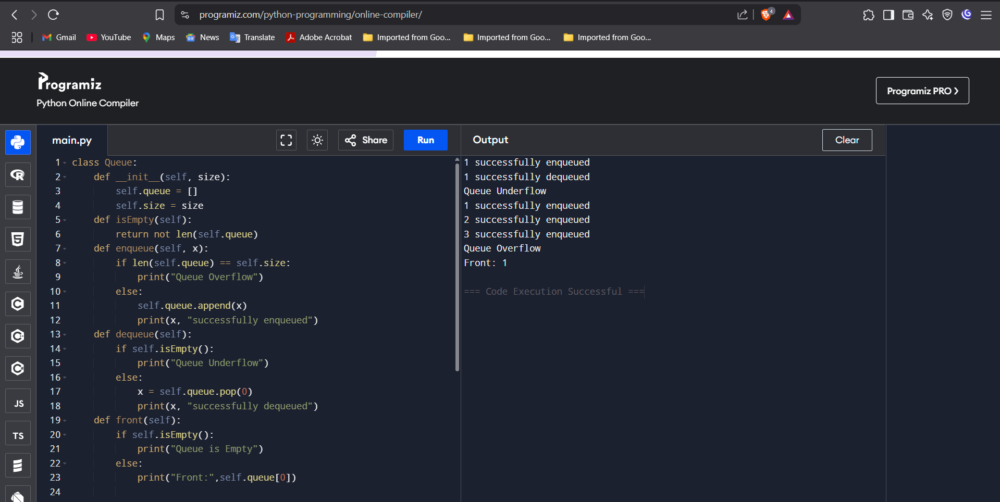 programiz.com/python-programming/online-compiler/
4
Gmail YouTube Maps News Translate Adobe Acrobat Imported from Goo... Imported from Goo... Imported from Goo...
Programiz
Python Online Compiler
Programiz PRO
main.py
Share
Run
Output
Clear
1 class Queue:
2     def __init__(self, size):
3         self.queue = []
4         self.size = size
5     def isEmpty(self):
6         return not len(self.queue)
7     def enqueue(self, x):
8         if len(self.queue) == self.size:
9             print("Queue Overflow")
10         else:
11             self.queue.append(x)
12             print(x, "successfully enqueued")
13     def dequeue(self):
14         if self.isEmpty():
15             print("Queue Underflow")
16         else:
17             x = self.queue.pop(0)
18             print(x, "successfully dequeued")
19     def front(self):
20         if self.isEmpty():
21             print("Queue is Empty")
22         else:
23             print("Front:",self.queue[0])
24
1 successfully enqueued
1 successfully dequeued
Queue Underflow
1 successfully enqueued
2 successfully enqueued
3 successfully enqueued
Queue Overflow
Front: 1
=== Code Execution Successful ===
R
5
C
C
C
JS
TS